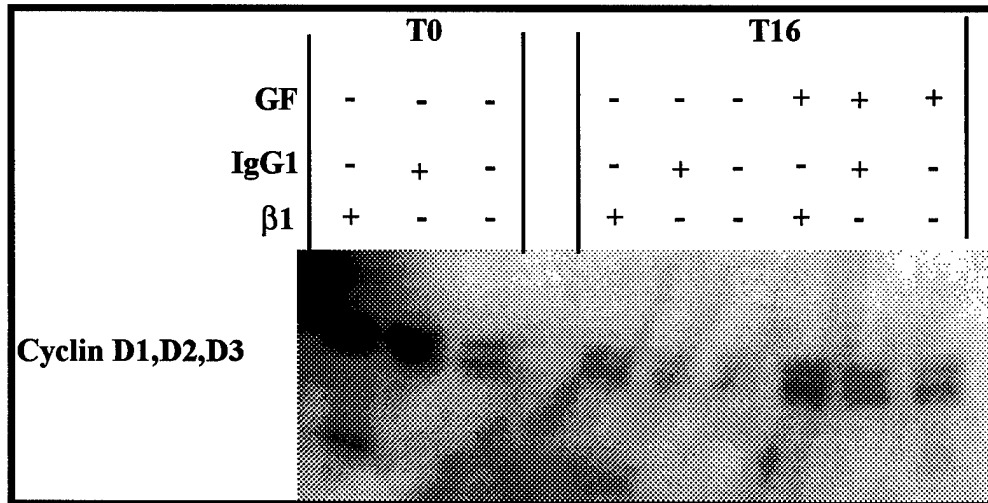 T0 T16
GF - - - - - - + + +
IgG1 - + - - + - - + -
β1 + - - + - - + - -
Cyclin D1,D2,D3